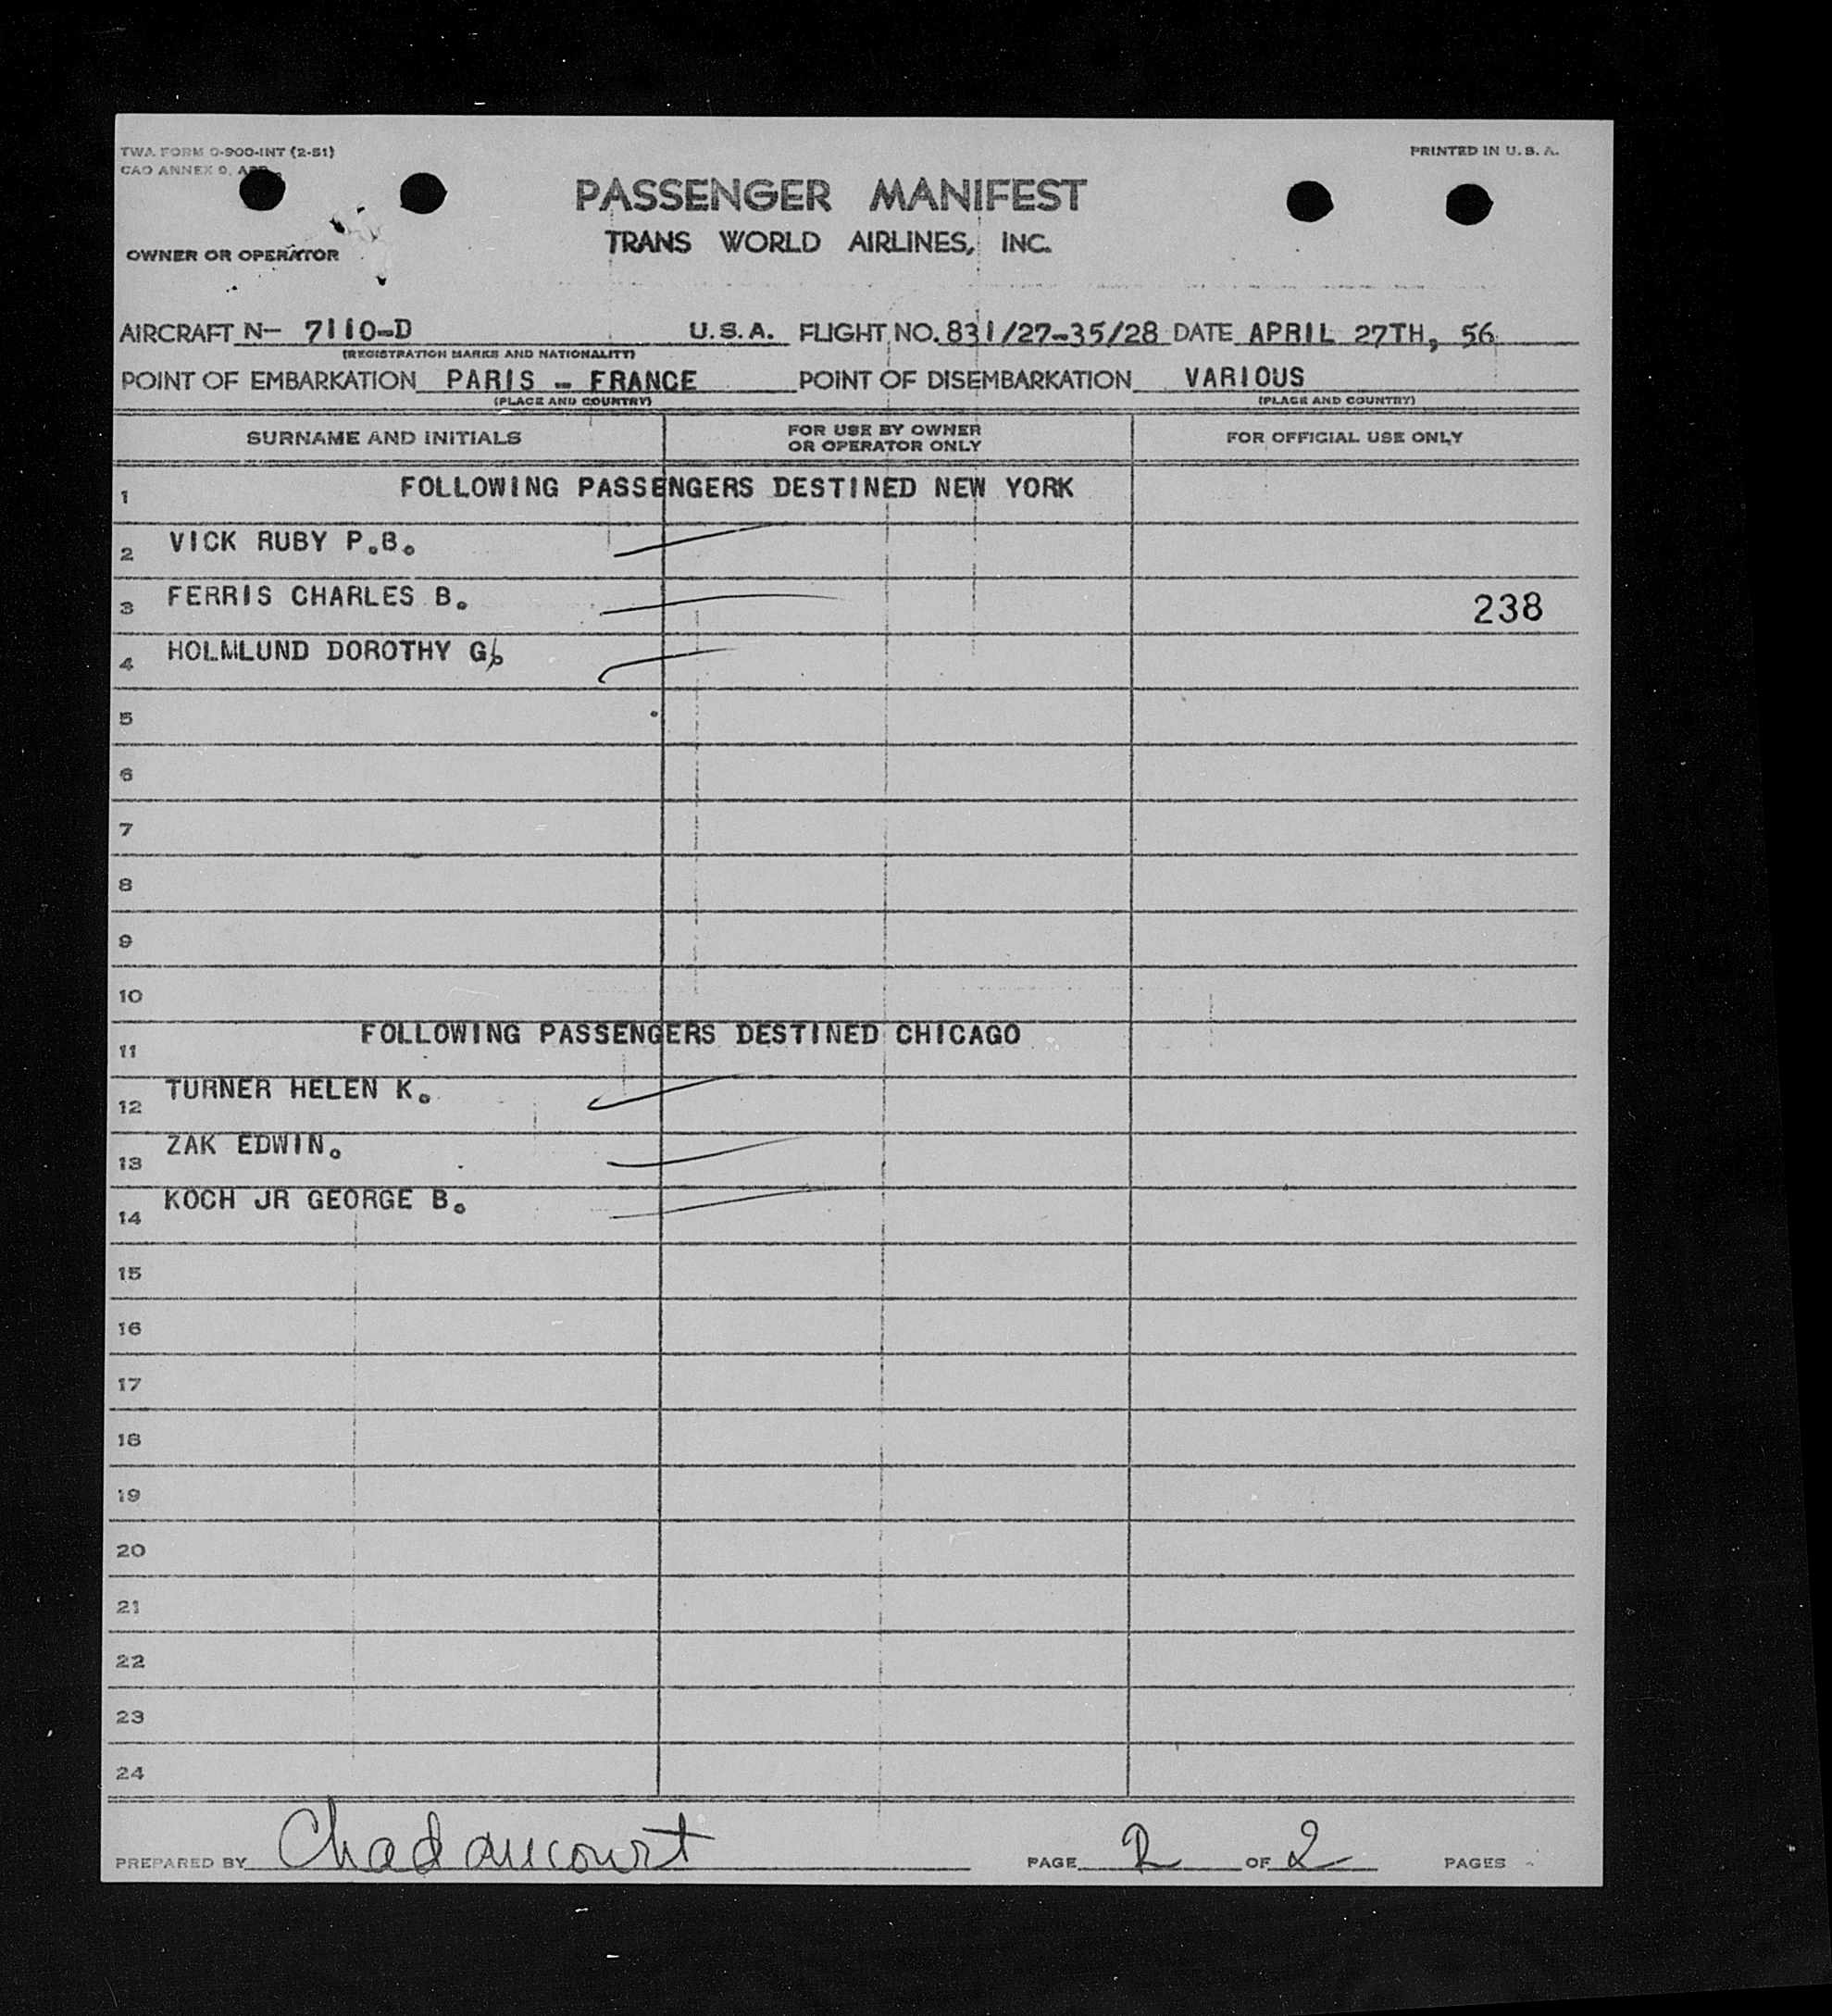 TWA FORM O-900-INT (2-51)
PRINTED IN U.S.A.
CAO ANNEX 9,
PASSENGER MANIFEST
TRANS WORLD AIRLINES, INC.
OWNER OR OPERATOR
AIRCRAFT N- 7110-D U.S.A. FLIGHT NO. 831/27-35/28 DATE APRIL 27TH, 56
(REGISTRATION MARKS AND NATIONALITY)
POINT OF EMBARKATION PARIS - FRANCE POINT OF DISEMBARKATION VARIOUS
(PLACE AND COUNTRY) (PLACE AND COUNTRY)
SURNAME AND INITIALS FOR USE BY OWNER OR OPERATOR ONLY FOR OFFICIAL USE ONLY
1 FOLLOWING PASSENGERS DESTINED NEW YORK
2 VICK RUBY P.B.
3 FERRIS CHARLES B. 238
4 HOLMLUND DOROTHY G.
5
6
7
8
9
10
11 FOLLOWING PASSENGERS DESTINED CHICAGO
12 TURNER HELEN K.
13 ZAK EDWIN.
14 KOCH JR GEORGE B.
15
16
17
18
19
20
21
22
23
24
PREPARED BY PAGE 2 OF 2 PAGES